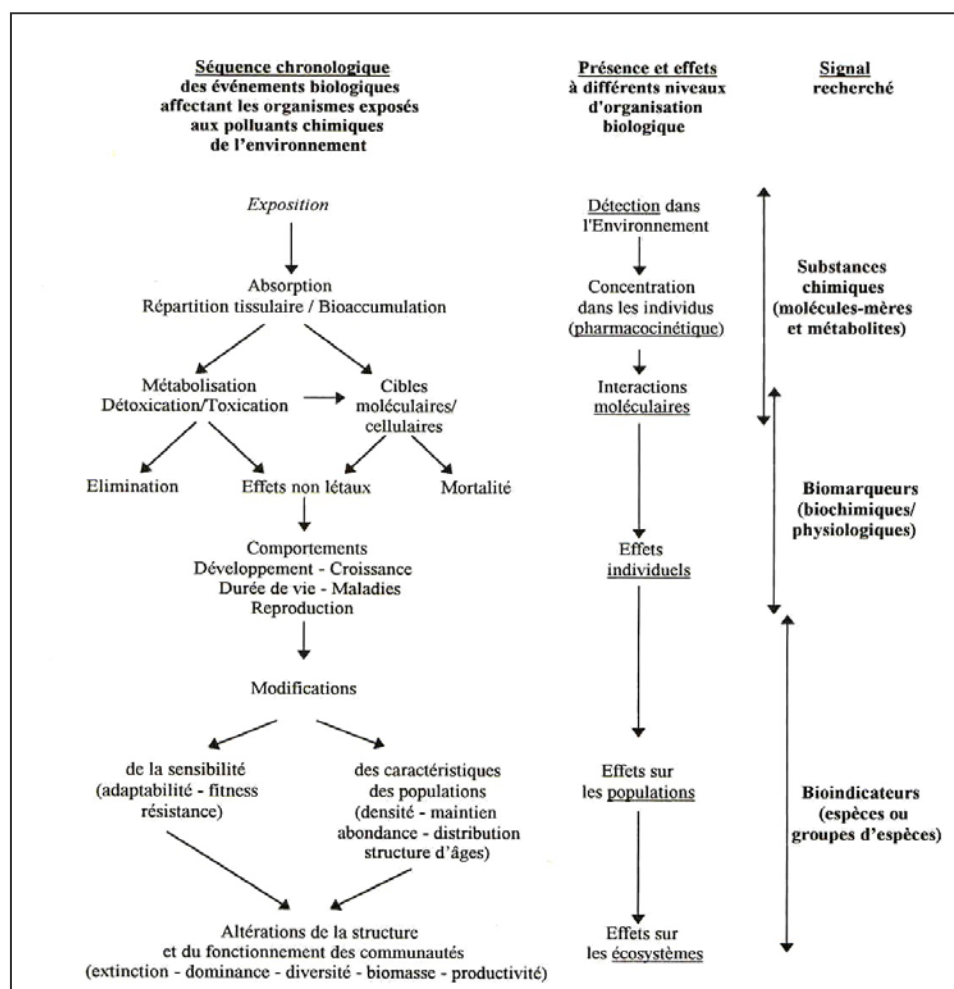 Séquence chronologique
des événements biologiques
affectant les organismes exposés
aux polluants chimiques
de l'environnement
Présence et effets
à différents niveaux
d'organisation
biologique
Signal
recherché
Exposition
Absorption
Répartition tissulaire / Bioaccumulation
Métabolisation
Détoxication/Toxication
Cibles
moléculaires/
cellulaires
Elimination
Effets non létaux
Mortalité
Comportements
Développement - Croissance
Durée de vie - Maladies
Reproduction
Modifications
de la sensibilité
(adaptabilité - fitness
résistance)
des caractéristiques
des populations
(densité - maintien
abondance - distribution
structure d'âges)
Altérations de la structure
et du fonctionnement des communautés
(extinction - dominance - diversité - biomasse - productivité)
Détection dans
l'Environnement
Concentration
dans les individus
(pharmacocinétique)
Interactions
moléculaires
Effets
individuels
Effets sur
les populations
Effets sur
les écosystèmes
Substances
chimiques
(molécules-mères
et métabolites)
Biomarqueurs
(biochimiques/
physiologiques)
Bioindicateurs
(espèces ou
groupes d'espèces)